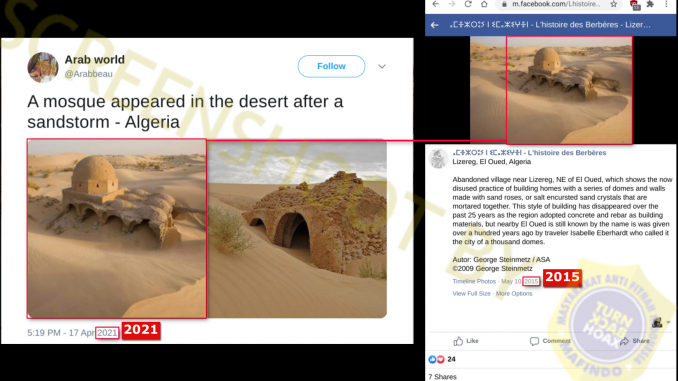 Arab world
@Arabbeau
Follow
A mosque appeared in the desert after a
sandstorm - Algeria
5:19 PM - 17 Apr 2021
2021
m.facebook.com/Lhistoire…
- L'histoire des Berbères - Lizer…
- L'histoire des Berbères
Lizereg, El Oued, Algeria
Abandoned village near Lizereg, NE of El Oued, which shows the now
disused practice of building homes with a series of domes and walls
made with sand roses, or salt encursted sand crystals that are
mortared together. This style of building has disappeared over the
past 25 years as the region adopted concrete and rebar as building
materials, but nearby El Oued is still known by the name is was given
over a hundred years ago by traveler Isabelle Eberhardt who called it
the city of a thousand domes.
Autor: George Steinmetz / ASA
©2009 George Steinmetz
Timeline Photos · May 10, 2015
2015
View Full Size · More Options
Like
Comment
Share
24
7 Shares
SCREENSHOOT BY
MASYARAKAT ANTI FITNAH
TURN
BACK
HOAX
MAFINDO